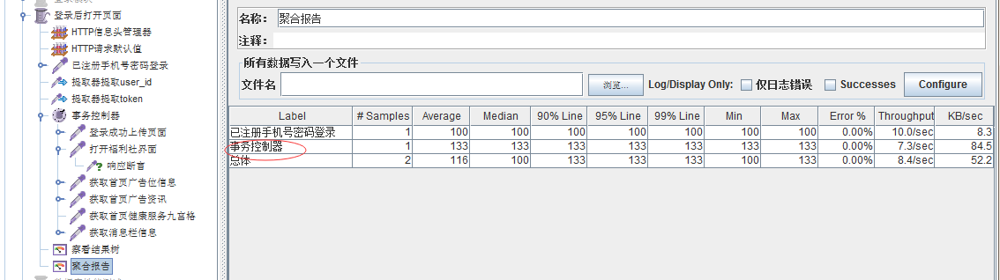 登录后打开页面
HTTP信息头管理器
HTTP请求默认值
已注册手机号密码登录
提取器提取user_id
提取器提取token
事务控制器
登录成功上传页面
打开福利社界面
响应断言
获取首页广告位信息
获取首页广告资讯
获取首页健康服务九宫格
获取消息栏信息
察看结果树
聚合报告
名称: 聚合报告
注释:
所有数据写入一个文件
文件名 浏览... Log/Display Only: 仅日志错误 Successes Configure
Label # Samples Average Median 90% Line 95% Line 99% Line Min Max Error % Throughput KB/sec
已注册手机号密码登录 1 100 100 100 100 100 100 100 0.00% 10.0/sec 8.3
事务控制器 1 133 133 133 133 133 133 133 0.00% 7.3/sec 84.5
总体 2 116 100 133 133 133 100 133 0.00% 8.4/sec 52.2